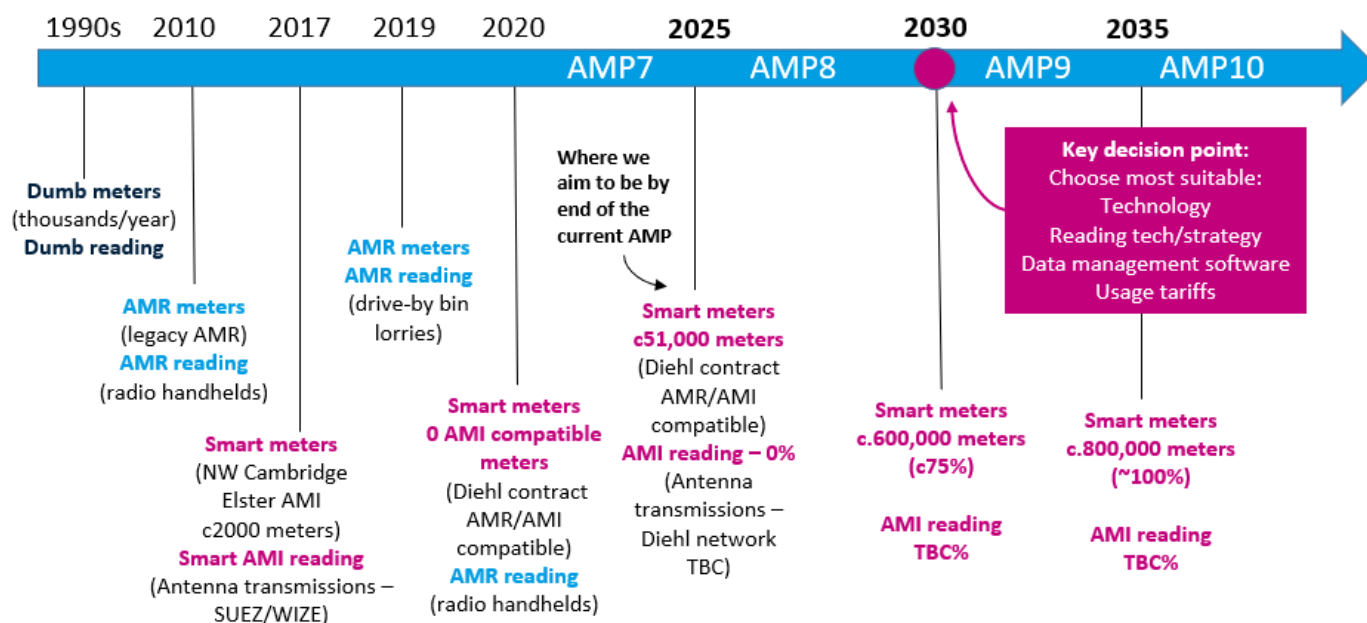 1990s 2010 2017 2019 2020 2025 2030 2035
AMP7 AMP8 AMP9 AMP10
Dumb meters
(thousands/year)
Dumb reading
AMR meters
(legacy AMR)
AMR reading
(radio handhelds)
Smart meters
(NW Cambridge
Elster AMI
c2000 meters)
Smart AMI reading
(Antenna transmissions –
SUEZ/WIZE)
AMR meters
AMR reading
(drive-by bin
lorries)
Smart meters
0 AMI compatible
meters
(Diehl contract
AMR/AMI
compatible)
AMR reading
(radio handhelds)
Where we
aim to be by
end of the
current AMP
Smart meters
c51,000 meters
(Diehl contract
AMR/AMI
compatible)
AMI reading – 0%
(Antenna
transmissions –
Diehl network
TBC)
Smart meters
c.600,000 meters
(c75%)
AMI reading
TBC%
Key decision point:
Choose most suitable:
Technology
Reading tech/strategy
Data management software
Usage tariffs
Smart meters
c.800,000 meters
(~100%)
AMI reading
TBC%